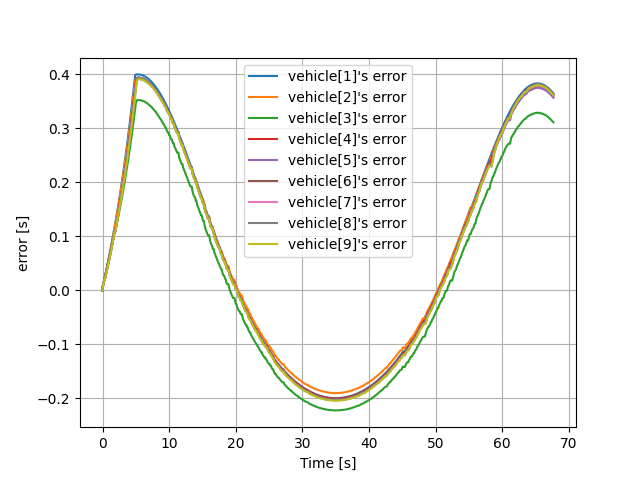 0.4
0.3
0.2
0.1
0.0
−0.1
−0.2
error [s]
vehicle[1]'s error
vehicle[2]'s error
vehicle[3]'s error
vehicle[4]'s error
vehicle[5]'s error
vehicle[6]'s error
vehicle[7]'s error
vehicle[8]'s error
vehicle[9]'s error
0 10 20 30 40 50 60 70
Time [s]